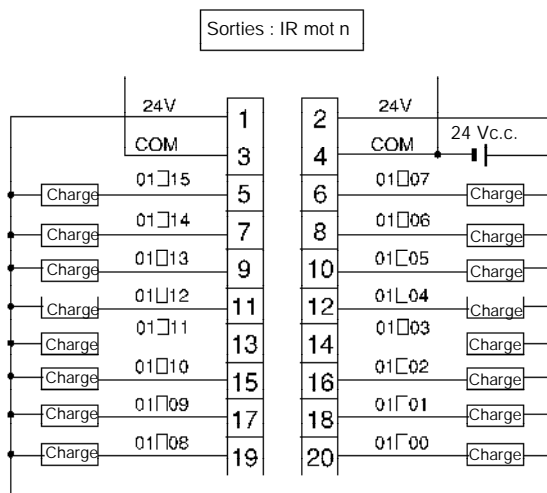 Sorties : IR mot n
24V 1 2 24V
COM 3 4 COM 24 Vc.c.
Charge 01□15 5 6 01□07 Charge
Charge 01□14 7 8 01□06 Charge
Charge 01□13 9 10 01□05 Charge
Charge 01□12 11 12 01□04 Charge
Charge 01□11 13 14 01□03 Charge
Charge 01□10 15 16 01□02 Charge
Charge 01□09 17 18 01□01 Charge
Charge 01□08 19 20 01□00 Charge